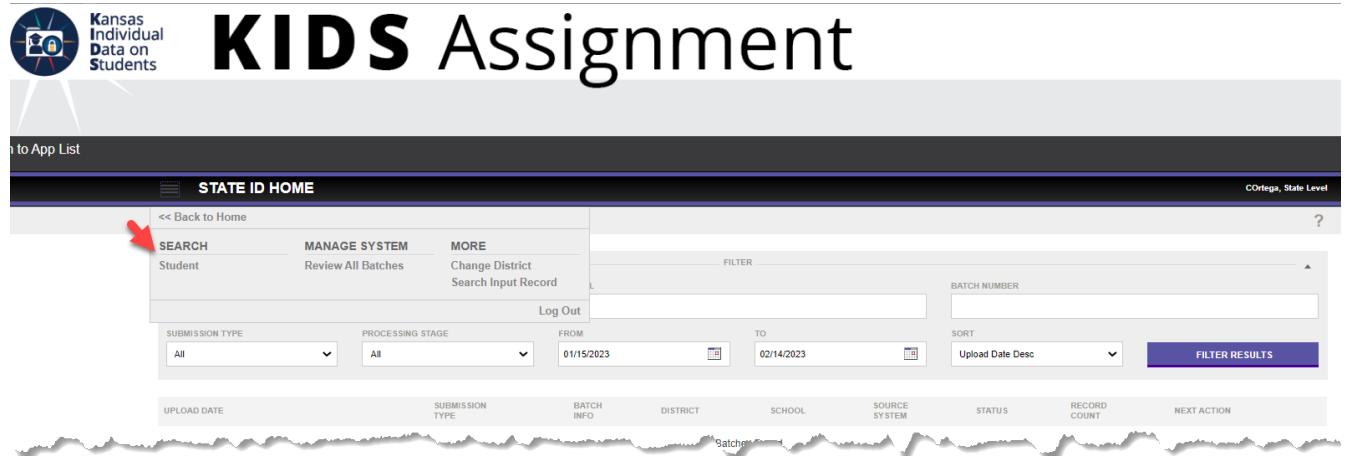 Kansas
Individual
Data on
Students
KIDS Assignment
to App List
STATE ID HOME
COrtega, State Level
<< Back to Home
?
SEARCH MANAGE SYSTEM MORE
Student Review All Batches Change District
Search Input Record
Log Out
FILTER
BATCH NUMBER
SUBMISSION TYPE PROCESSING STAGE FROM TO SORT
All All 01/15/2023 02/14/2023 Upload Date Desc FILTER RESULTS
UPLOAD DATE SUBMISSION TYPE BATCH INFO DISTRICT SCHOOL SOURCE SYSTEM STATUS RECORD COUNT NEXT ACTION